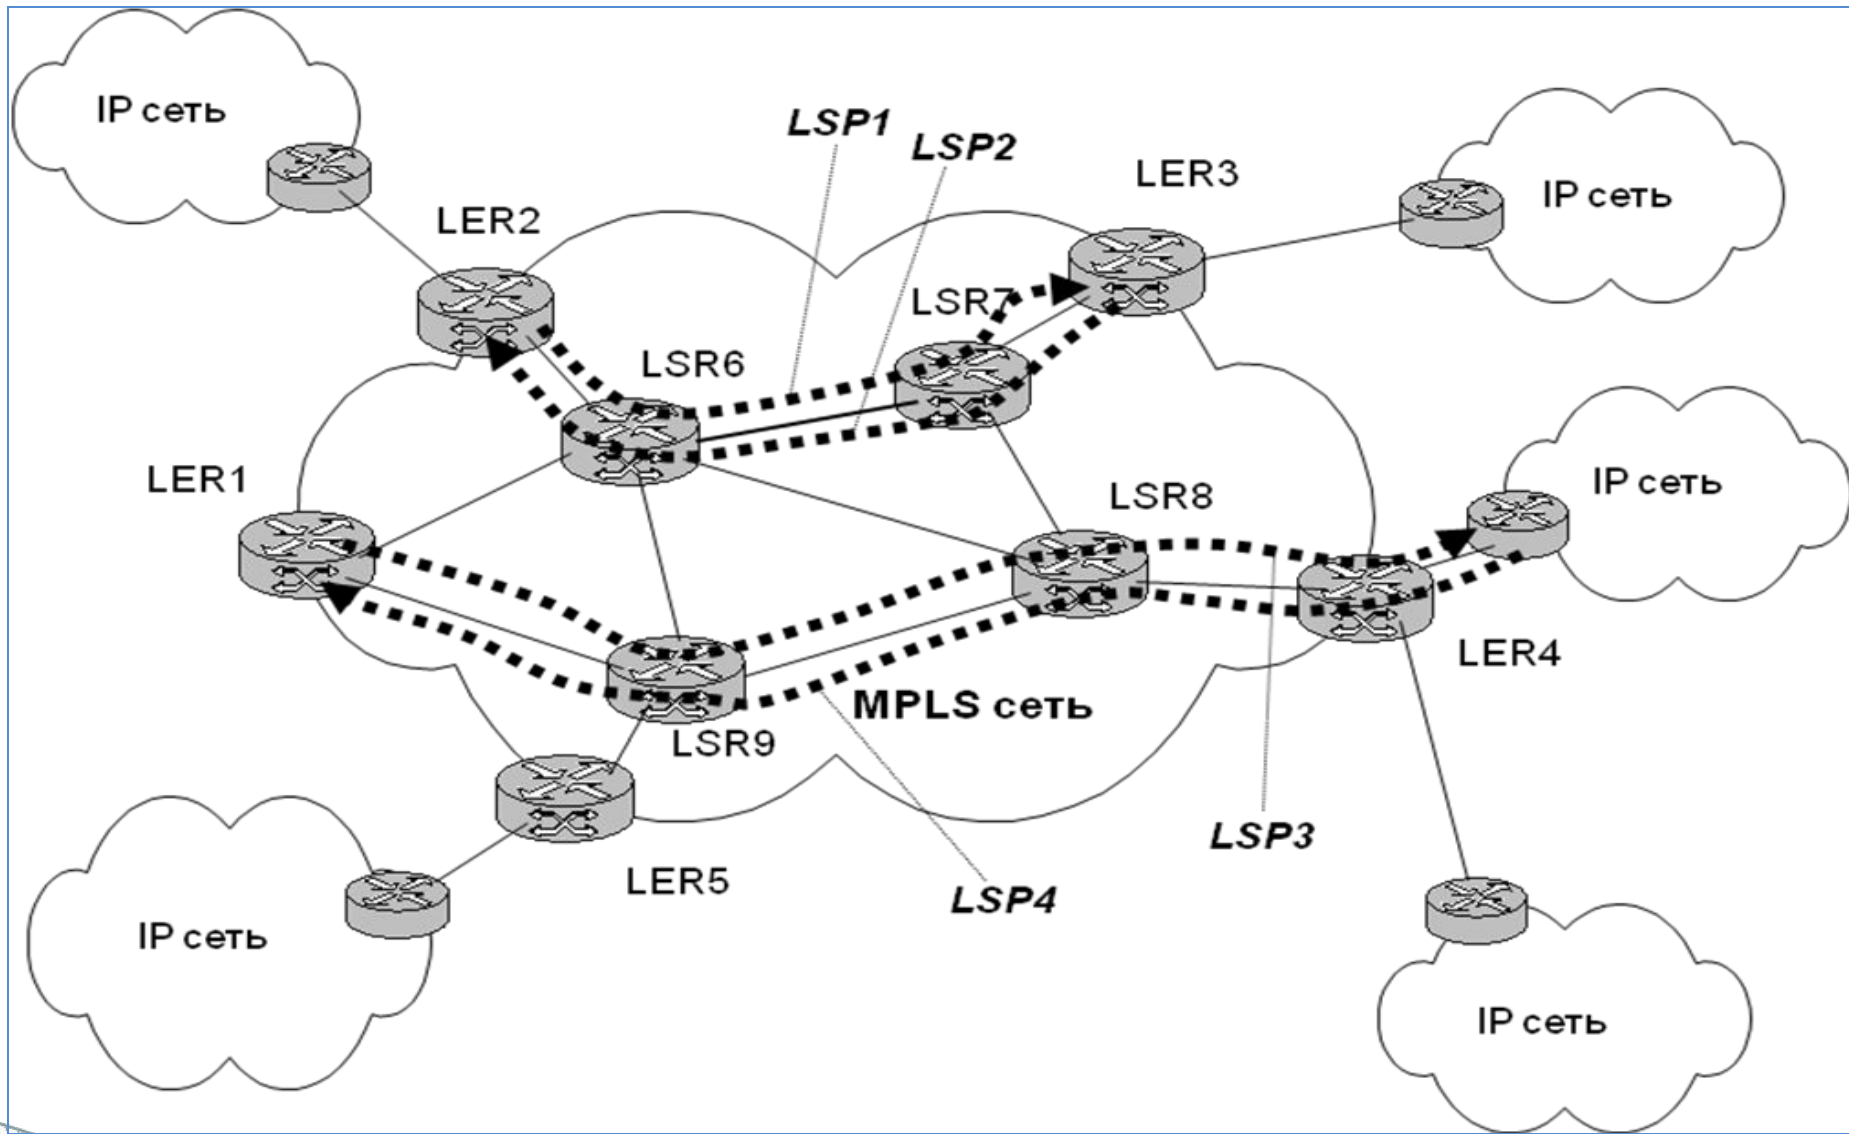 IP сеть
LSP1
LSP2
LER3
IP сеть
LER2
LSR7
LSR6
LER1
IP сеть
LSR8
LER4
MPLS сеть
LSR9
LSP3
LER5
LSP4
IP сеть
IP сеть